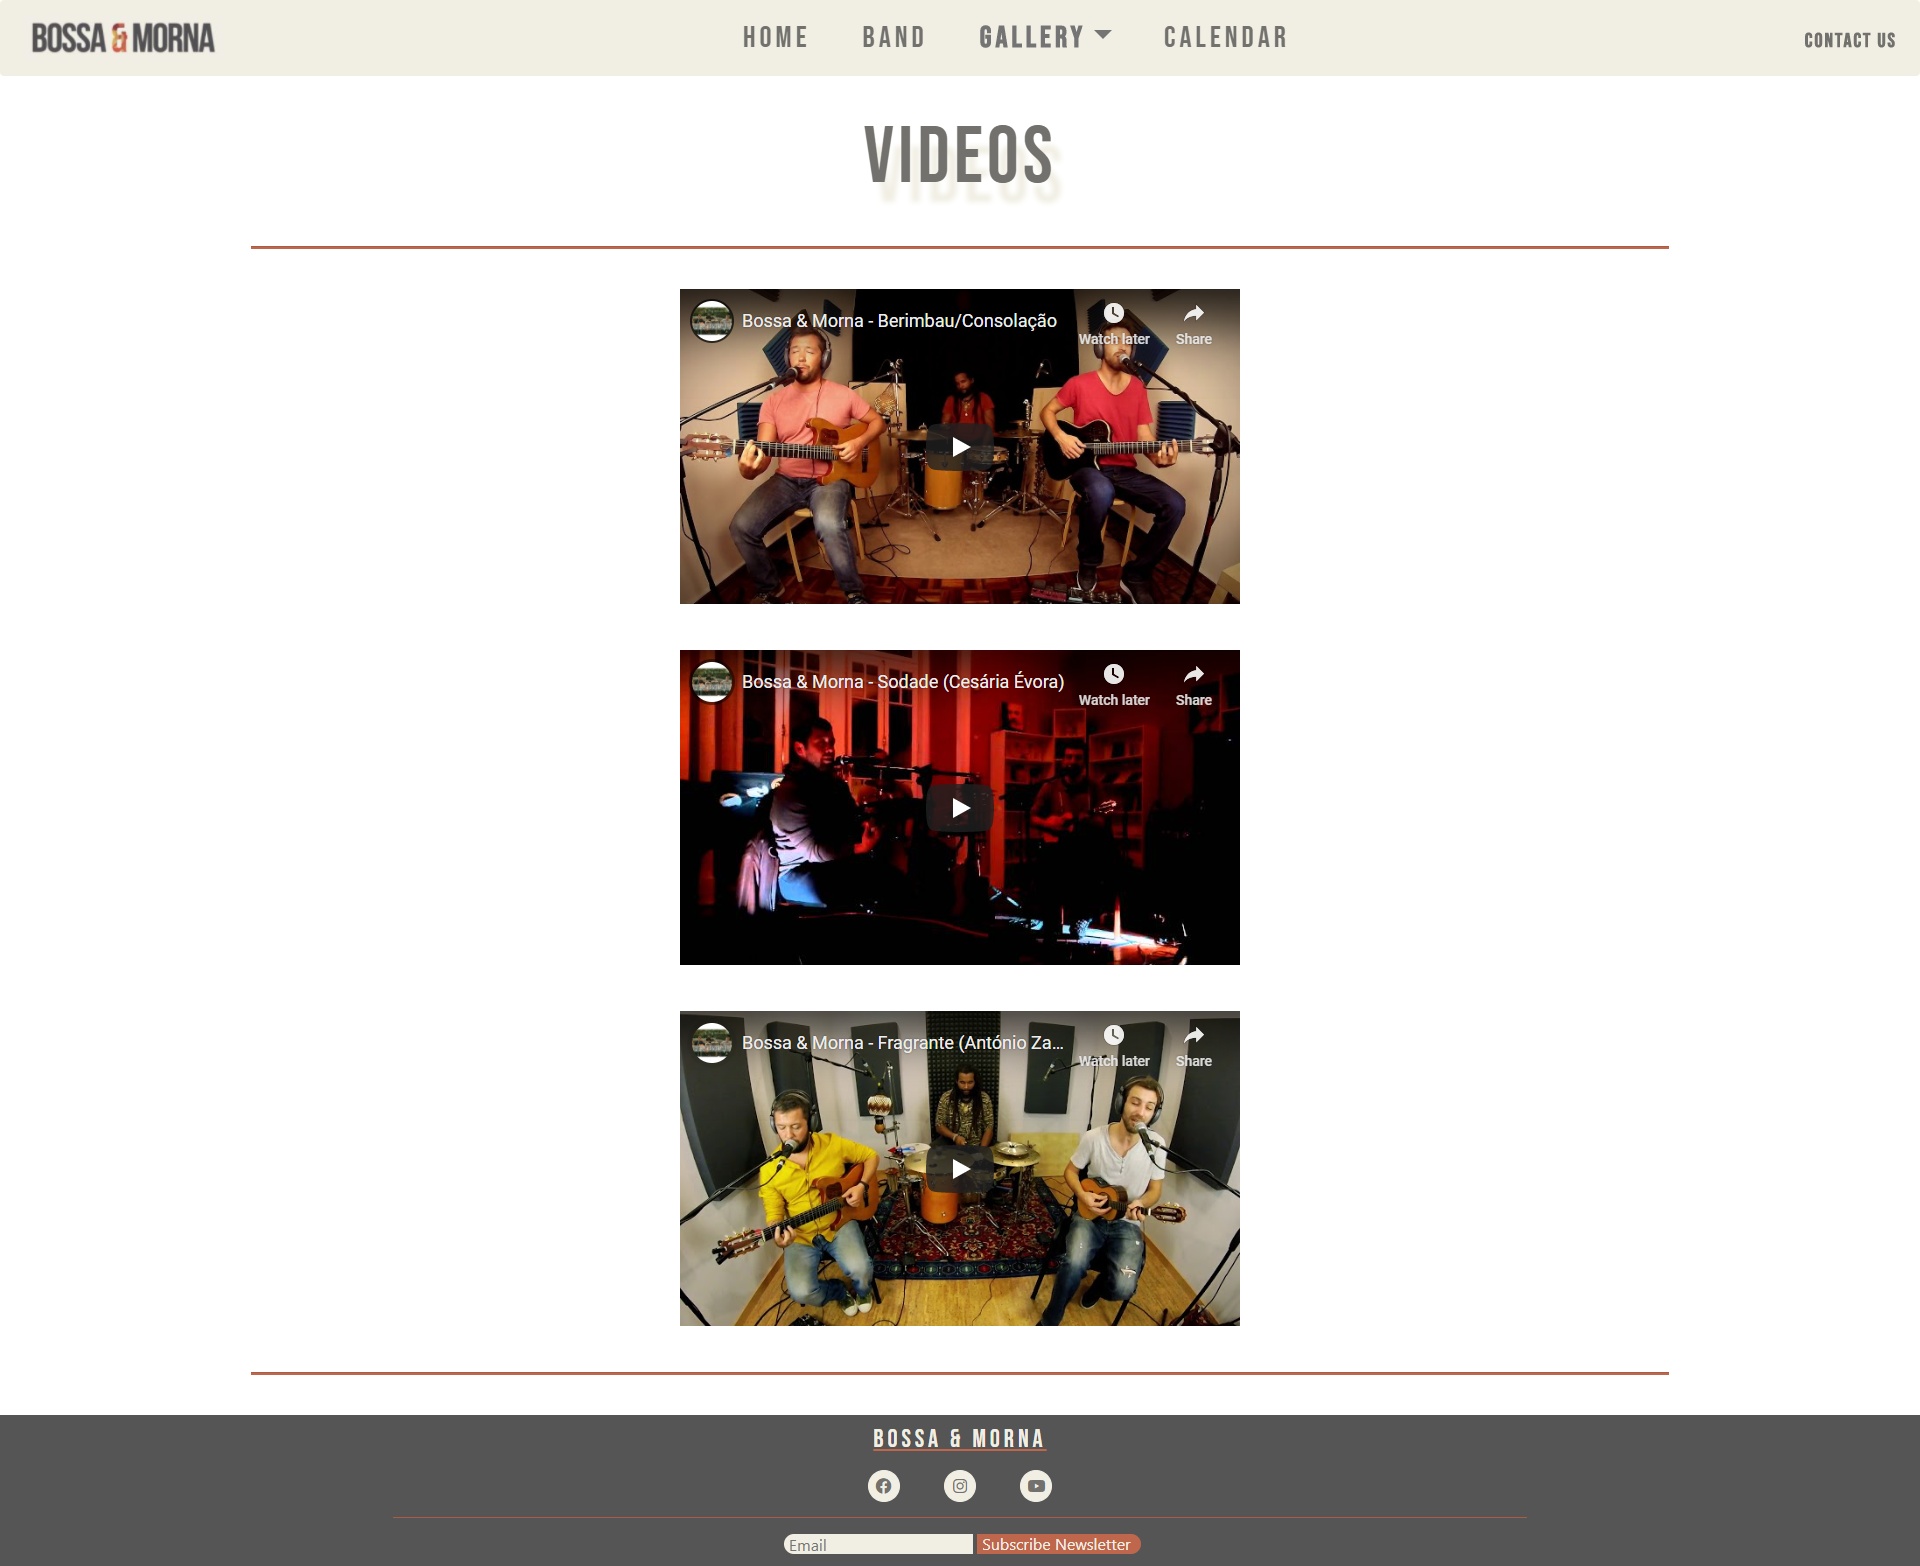 BOSSA & MORNA
HOME
BAND
GALLERY
CALENDAR
CONTACT US
VIDEOS
Bossa & Morna - Berimbau/Consolação
Watch later
Share
Bossa & Morna - Sodade (Cesária Évora)
Watch later
Share
Bossa & Morna - Fragrante (António Za...
Watch later
Share
BOSSA & MORNA
Email
Subscribe Newsletter